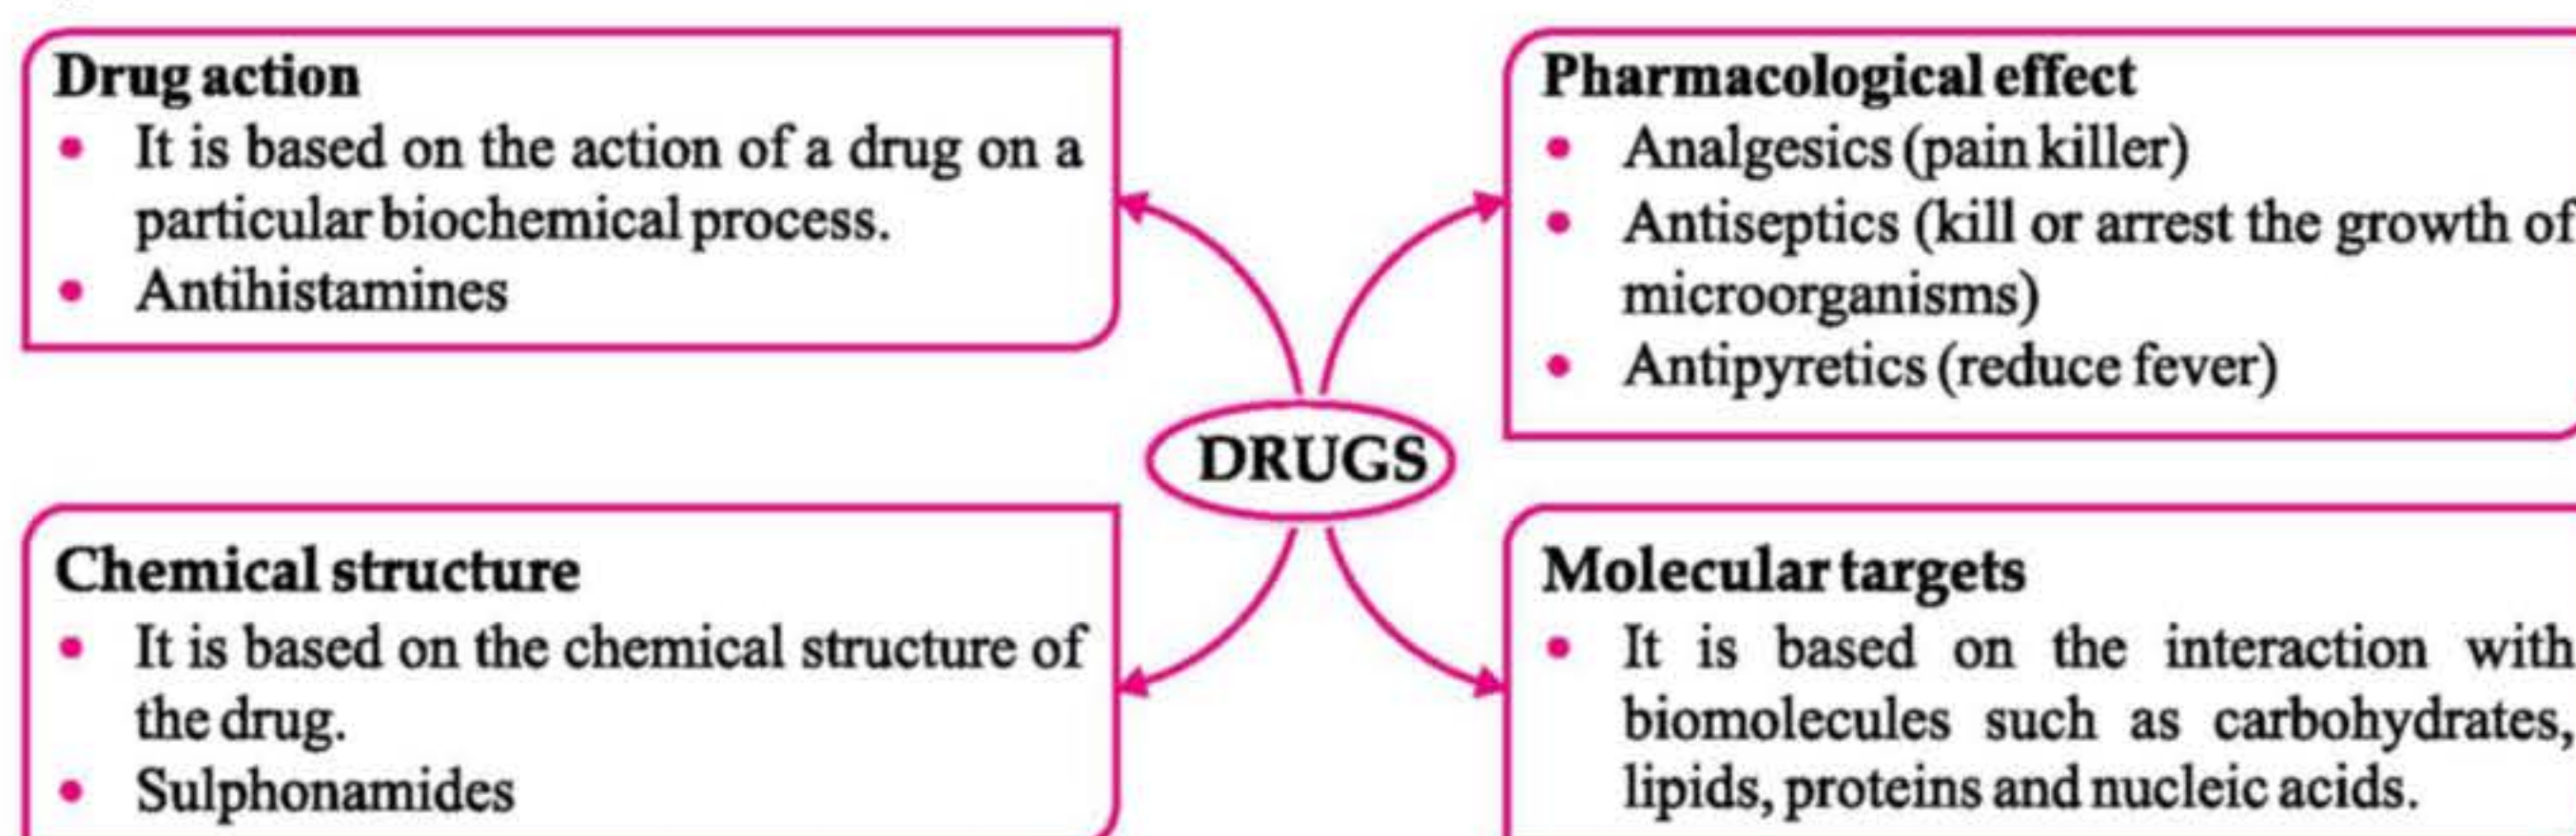 Drug action
• It is based on the action of a drug on a
particular biochemical process.
• Antihistamines
Pharmacological effect
• Analgesics (pain killer)
• Antiseptics (kill or arrest the growth of
microorganisms)
• Antipyretics (reduce fever)
DRUGS
Chemical structure
• It is based on the chemical structure of
the drug.
• Sulphonamides
Molecular targets
• It is based on the interaction with
biomolecules such as carbohydrates,
lipids, proteins and nucleic acids.